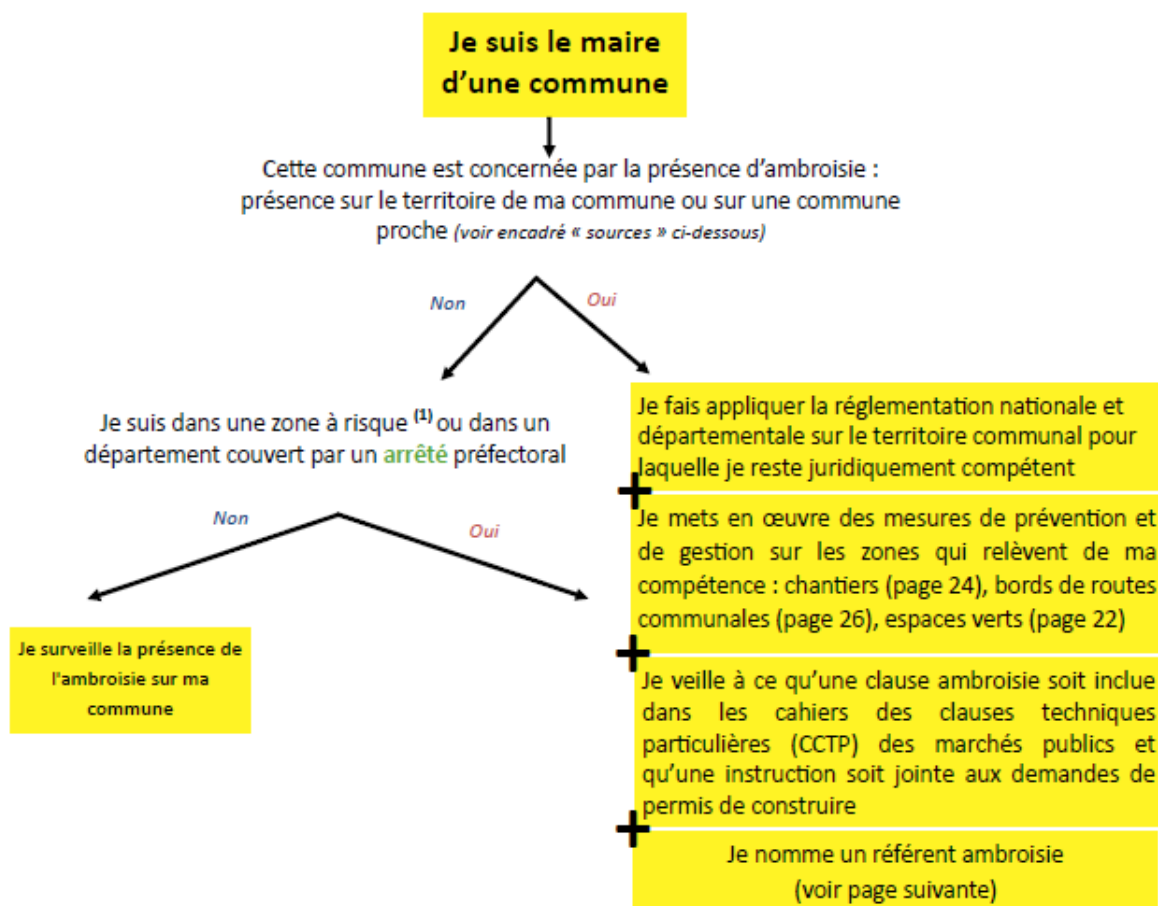 Je suis le maire
d'une commune
Cette commune est concernée par la présence d'ambroisie :
présence sur le territoire de ma commune ou sur une commune
proche (voir encadré « sources » ci-dessous)
Non
Oui
Je suis dans une zone à risque (1) ou dans un
département couvert par un arrêté préfectoral
Non
Oui
Je surveille la présence de
l'ambroisie sur ma
commune
Je fais appliquer la réglementation nationale et
départementale sur le territoire communal pour
laquelle je reste juridiquement compétent
+
Je mets en œuvre des mesures de prévention et
de gestion sur les zones qui relèvent de ma
compétence : chantiers (page 24), bords de routes
communales (page 26), espaces verts (page 22)
+
Je veille à ce qu'une clause ambroisie soit inclue
dans les cahiers des clauses techniques
particulières (CCTP) des marchés publics et
qu'une instruction soit jointe aux demandes de
permis de construire
+
Je nomme un référent ambroisie
(voir page suivante)